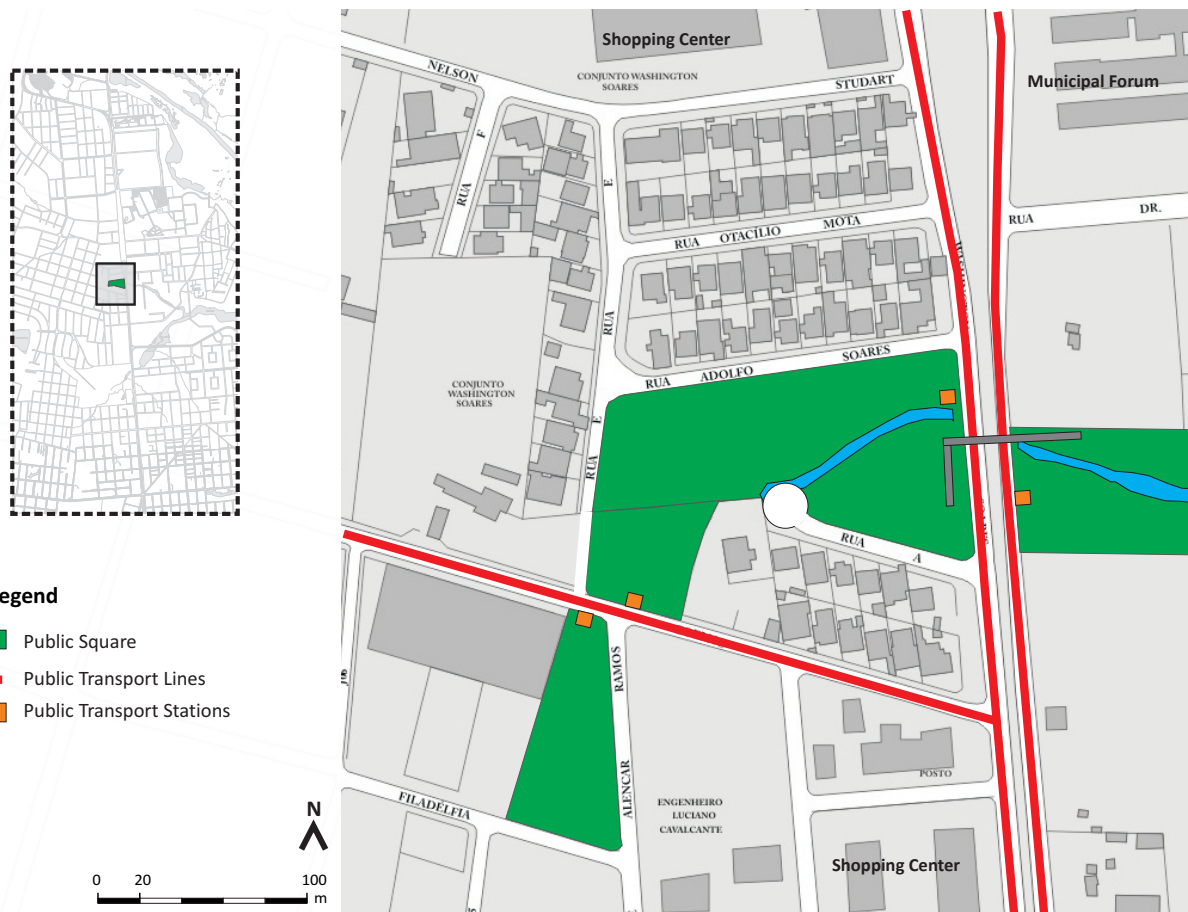 Shopping Center
Municipal Forum
NELSON
STUDART
CONJUNTO WASHINGTON
SOARES
RUA F
RUA E
RUA OTACÍLIO MOTA
RUA DR.
RUA ADOLFO SOARES
CONJUNTO
WASHINGTON
SOARES
RUA E
RUA A
egend
Public Square
Public Transport Lines
Public Transport Stations
ALENCAR RAMOS
FILADÉLFIA
ENGENHEIRO
LUCIANO
CAVALCANTE
POSTO
Shopping Center
N
0 20 100
m